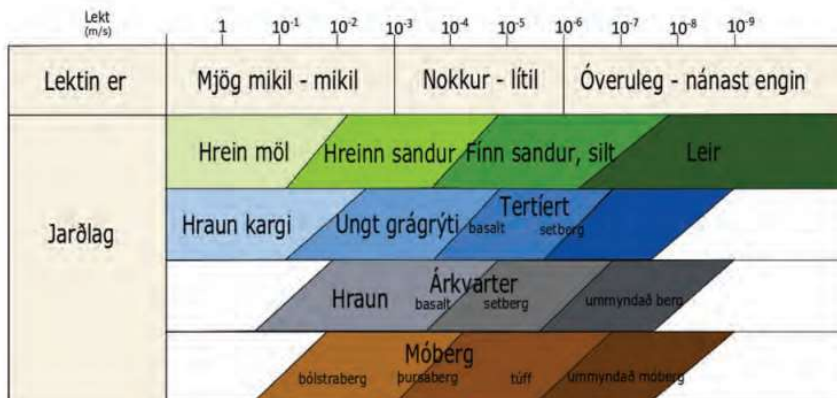 Lekt
(m/s)
1 10⁻¹ 10⁻² 10⁻³ 10⁻⁴ 10⁻⁵ 10⁻⁶ 10⁻⁷ 10⁻⁸ 10⁻⁹
Lektin er
Mjög mikil - mikil
Nokkur - lítil
Óveruleg - nánast engin
Jarðlag
Hrein möl
Hreinn sandur
Fínn sandur, silt
Leir
Hraun kargi
Ungt grágrýti
Tertíert
basalt
setberg
Árkvarter
Hraun
basalt
setberg
ummyndað berg
Móberg
bólstraberg
þursaberg
túff
ummyndað móberg